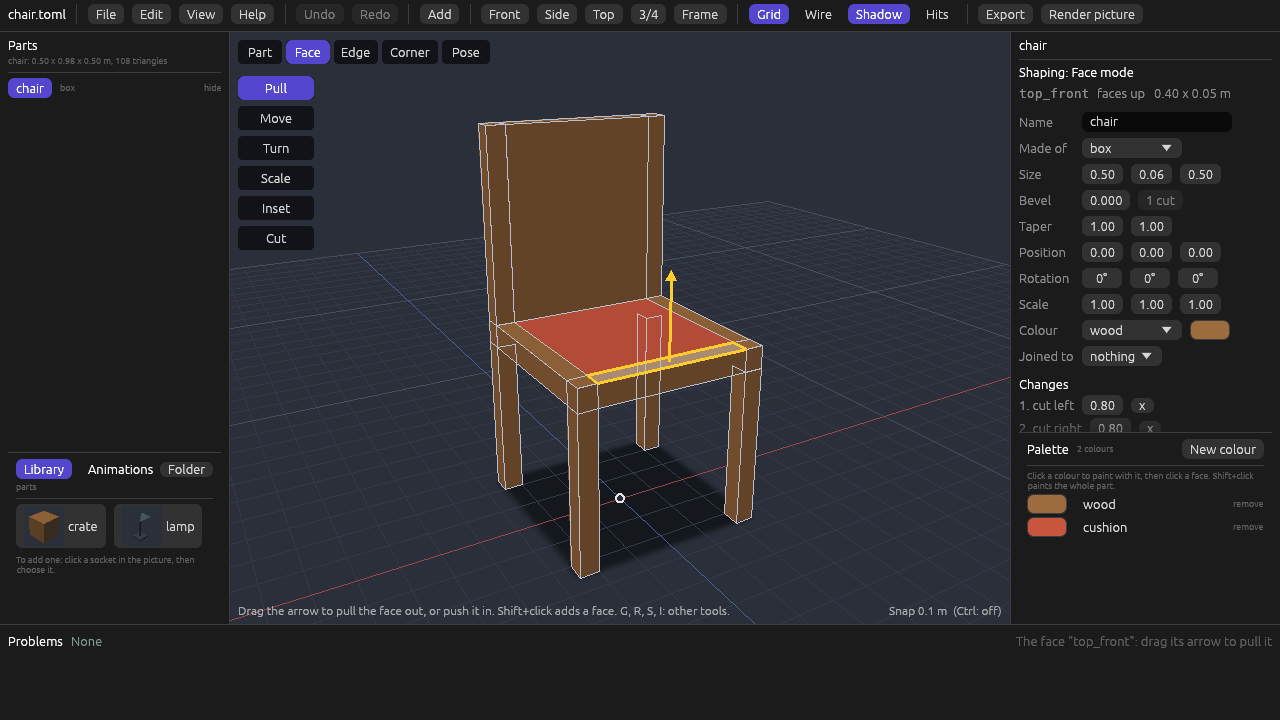 chair.toml File Edit View Help Undo Redo Add Front Side Top 3/4 Frame Grid Wire Shadow Hits Export Render picture
Parts
chair: 0.50 x 0.98 x 0.50 m, 108 triangles
chair box hide
Library Animations Folder
parts
crate lamp
To add one: click a socket in the picture, then
choose it.
Part Face Edge Corner Pose
Pull
Move
Turn
Scale
Inset
Cut
Drag the arrow to pull the face out, or push it in. Shift+click adds a face. G, R, S, I: other tools. Snap 0.1 m (Ctrl: off)
chair
Shaping: Face mode
top_front faces up 0.40 x 0.05 m
Name chair
Made of box
Size 0.50 0.06 0.50
Bevel 0.000 1 cut
Taper 1.00 1.00
Position 0.00 0.00 0.00
Rotation 0° 0° 0°
Scale 1.00 1.00 1.00
Colour wood
Joined to nothing
Changes
1. cut left 0.80 x
2. cut right 0.80 x
Palette 2 colours New colour
Click a colour to paint with it, then click a face. Shift+click
paints the whole part.
wood remove
cushion remove
Problems None
The face "top_front": drag its arrow to pull it